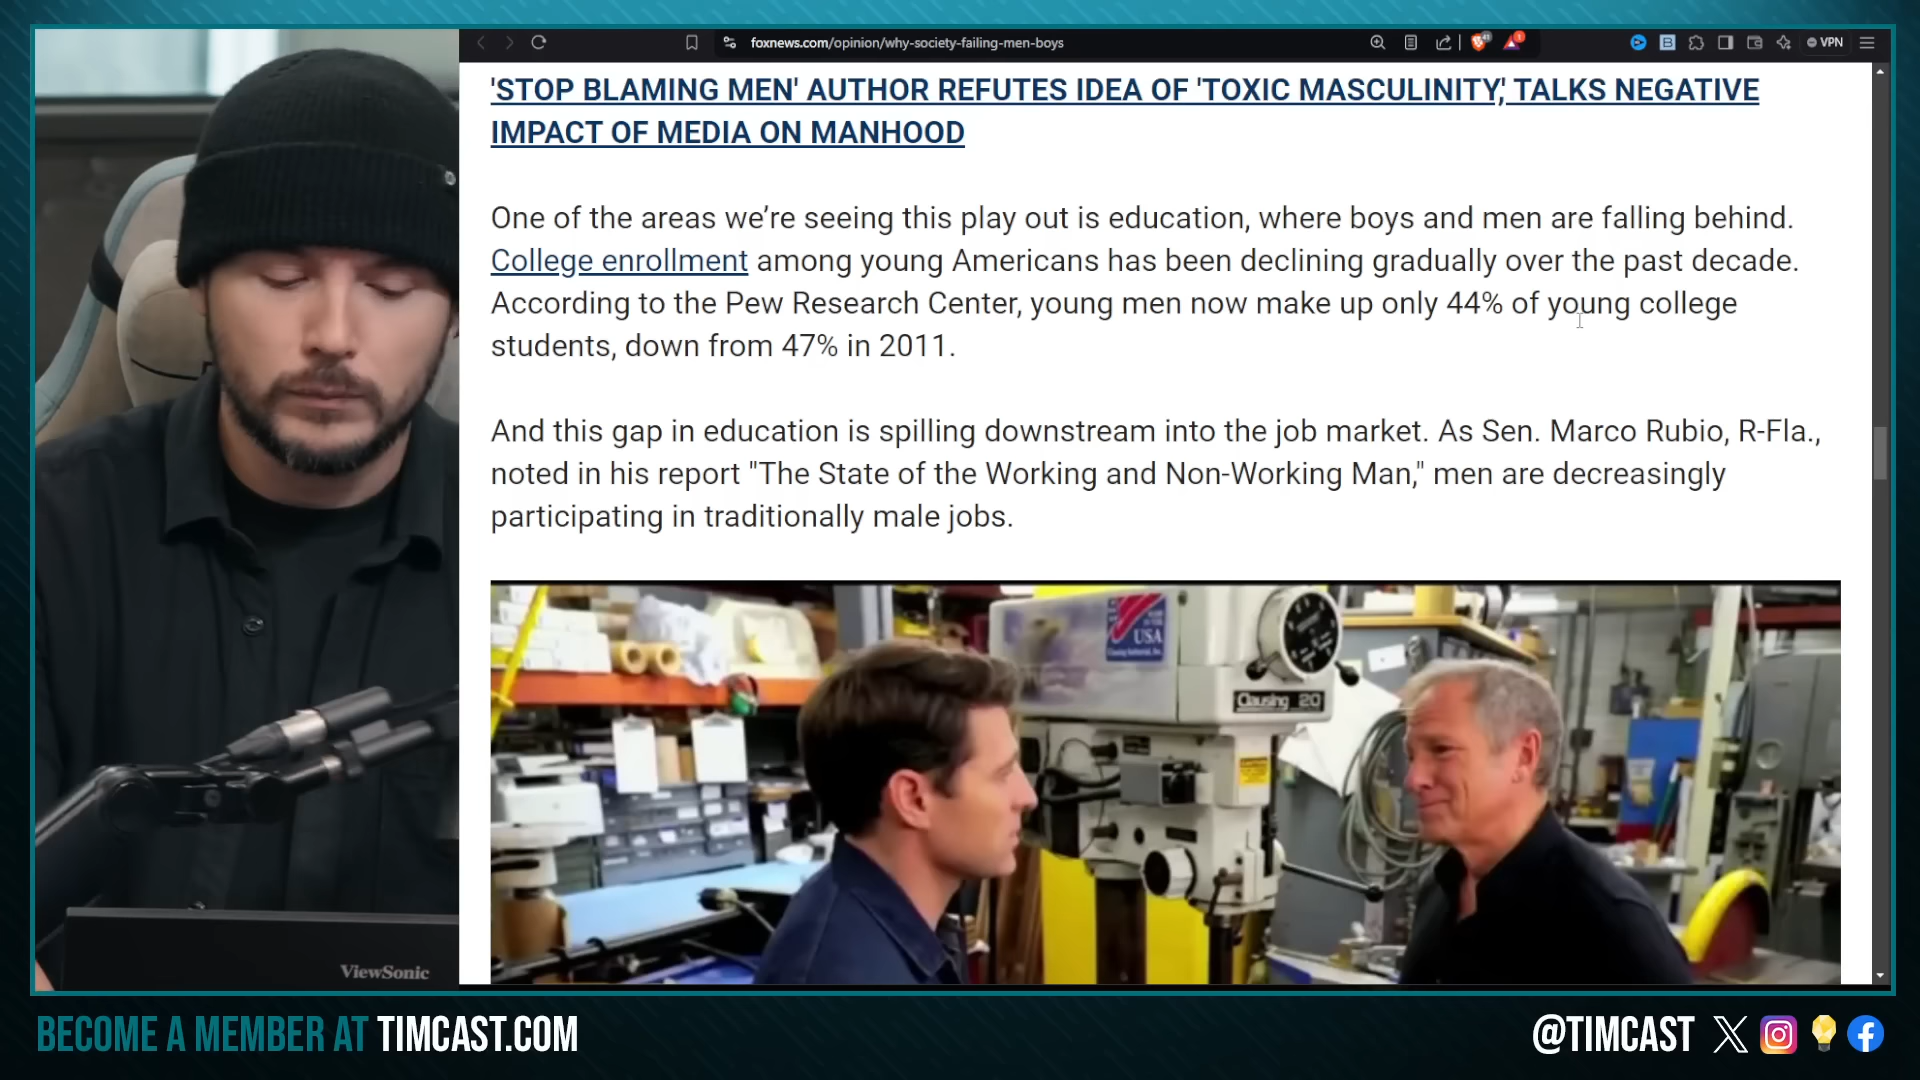 foxnews.com/opinion/why-society-failing-men-boys
VPN
'STOP BLAMING MEN' AUTHOR REFUTES IDEA OF 'TOXIC MASCULINITY,' TALKS NEGATIVE
IMPACT OF MEDIA ON MANHOOD
One of the areas we’re seeing this play out is education, where boys and men are falling behind.
College enrollment among young Americans has been declining gradually over the past decade.
According to the Pew Research Center, young men now make up only 44% of young college
students, down from 47% in 2011.
And this gap in education is spilling downstream into the job market. As Sen. Marco Rubio, R-Fla.,
noted in his report "The State of the Working and Non-Working Man," men are decreasingly
participating in traditionally male jobs.
USA
Clausing 20
ViewSonic
BECOME A MEMBER AT TIMCAST.COM
@TIMCAST